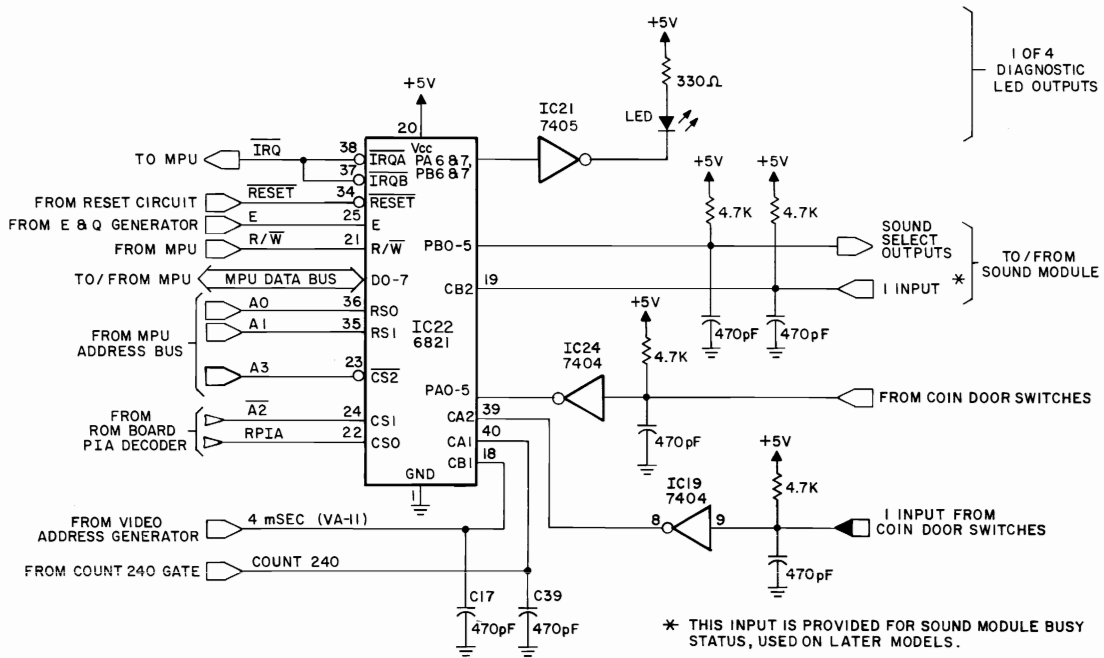 +5V
1 OF 4
DIAGNOSTIC
LED OUTPUTS
330Ω
+5V
IC21
7405
LED
20
Vcc
TO MPU
IRQ
38
IRQA
PA 6&7,
PB6&7
37
IRQB
+5V
+5V
FROM RESET CIRCUIT
RESET
34
RESET
4.7K
4.7K
FROM E & Q GENERATOR
E
25
E
SOUND
SELECT
OUTPUTS
FROM MPU
R/W
21
R/W
PB0-5
TO/FROM
SOUND MODULE
TO/FROM MPU
MPU DATA BUS
D0-7
CB2
19
1 INPUT *
A0
36
RS0
+5V
470pF
470pF
FROM MPU
ADDRESS BUS
A1
35
RS1
IC22
6821
IC24
7404
4.7K
A3
23
CS2
PA0-5
FROM COIN DOOR SWITCHES
FROM
ROM BOARD
PIA DECODER
A2
24
CS1
CA2
39
RPIA
22
CS0
CA1
40
470pF
+5V
CB1
18
GND
1
IC19
7404
4.7K
FROM VIDEO
ADDRESS GENERATOR
4 mSEC (VA-11)
8
9
1 INPUT FROM
COIN DOOR SWITCHES
FROM COUNT 240 GATE
COUNT 240
470pF
C17
470pF
C39
470pF
* THIS INPUT IS PROVIDED FOR SOUND MODULE BUSY
STATUS, USED ON LATER MODELS.